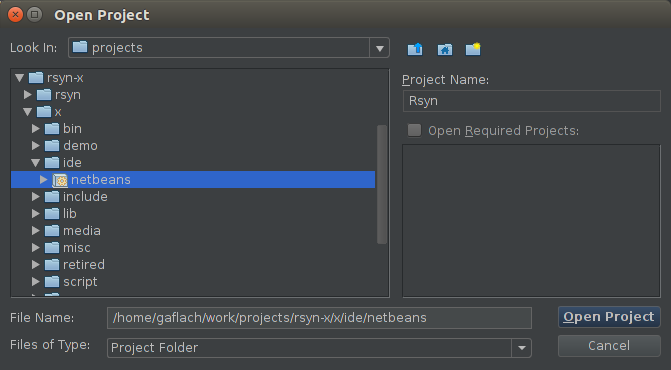 Open Project
Look In: projects
rsyn-x
rsyn
x
bin
demo
ide
netbeans
include
lib
media
misc
retired
script
Project Name:
Rsyn
Open Required Projects:
File Name: /home/gaflach/work/projects/rsyn-x/x/ide/netbeans
Open Project
Files of Type: Project Folder
Cancel